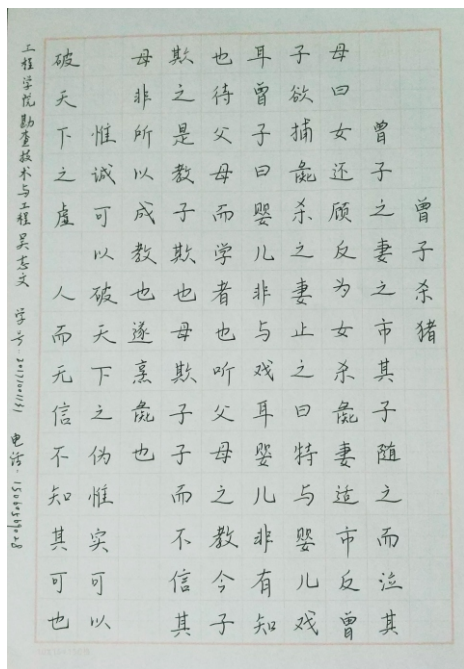 曾子杀猪
曾子之妻之市其子随之而泣其
母曰女还顾反为女杀彘妻适市反曾
子欲捕彘杀之妻止之曰特与婴儿戏
耳曾子曰婴儿非与戏耳婴儿非有知
也待父母而学者也听父母之教今子
欺之是教子欺也母欺子子而不信其
母非所以成教也遂烹彘也
惟诚可以破天下之伪惟实可以
破天下之虚 人而无信不知其可也
工程学院 勘查技术与工程 吴志文 学号 电话: